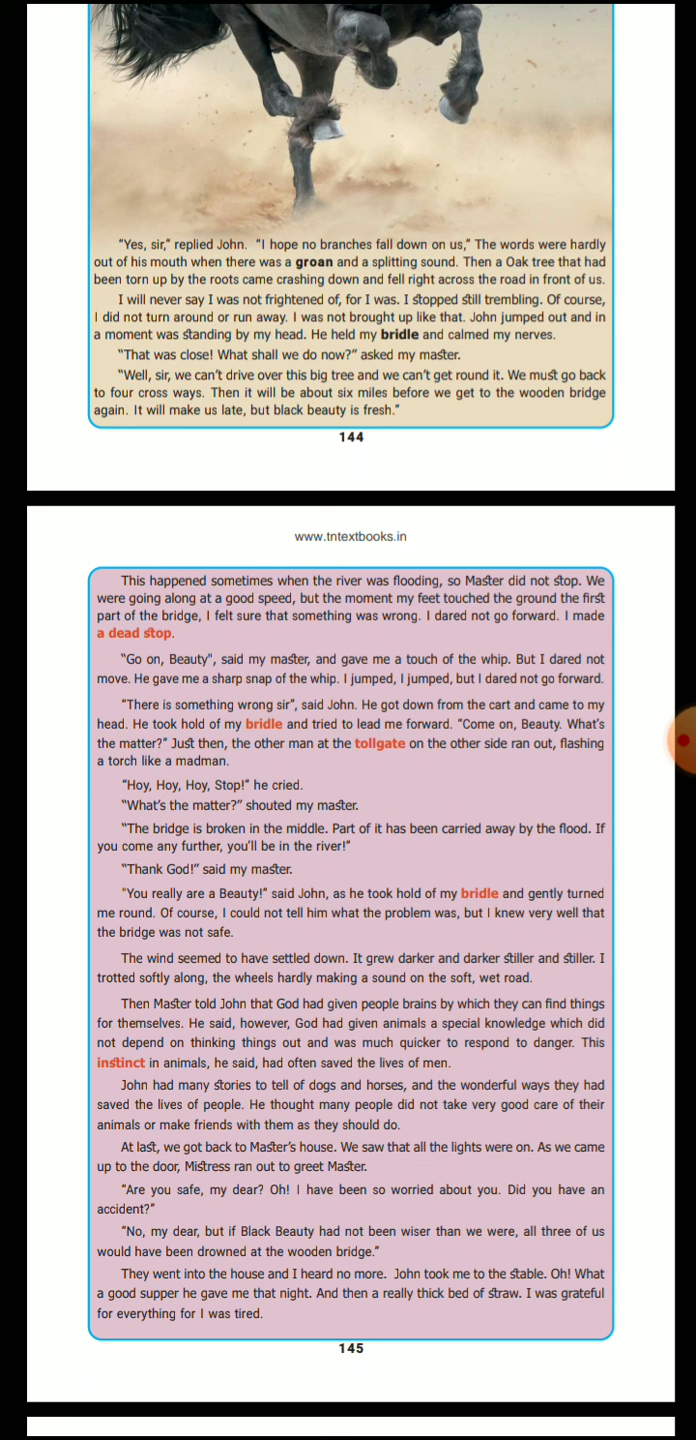 “Yes, sir,” replied John. “I hope no branches fall down on us,” The words were hardly
out of his mouth when there was a groan and a splitting sound. Then a Oak tree that had
been torn up by the roots came crashing down and fell right across the road in front of us.
I will never say I was not frightened of, for I was. I stopped still trembling. Of course,
I did not turn around or run away. I was not brought up like that. John jumped out and in
a moment was standing by my head. He held my bridle and calmed my nerves.
“That was close! What shall we do now?” asked my master.
“Well, sir, we can’t drive over this big tree and we can’t get round it. We must go back
to four cross ways. Then it will be about six miles before we get to the wooden bridge
again. It will make us late, but black beauty is fresh.”
144
www.tntextbooks.in
This happened sometimes when the river was flooding, so Master did not stop. We
were going along at a good speed, but the moment my feet touched the ground the first
part of the bridge, I felt sure that something was wrong. I dared not go forward. I made
a dead stop.
“Go on, Beauty", said my master, and gave me a touch of the whip. But I dared not
move. He gave me a sharp snap of the whip. I jumped, I jumped, but I dared not go forward.
“There is something wrong sir”, said John. He got down from the cart and came to my
head. He took hold of my bridle and tried to lead me forward. “Come on, Beauty. What’s
the matter?” Just then, the other man at the tollgate on the other side ran out, flashing
a torch like a madman.
“Hoy, Hoy, Hoy, Stop!” he cried.
“What’s the matter?” shouted my master.
“The bridge is broken in the middle. Part of it has been carried away by the flood. If
you come any further, you’ll be in the river!”
“Thank God!” said my master.
"You really are a Beauty!” said John, as he took hold of my bridle and gently turned
me round. Of course, I could not tell him what the problem was, but I knew very well that
the bridge was not safe.
The wind seemed to have settled down. It grew darker and darker stiller and stiller. I
trotted softly along, the wheels hardly making a sound on the soft, wet road.
Then Master told John that God had given people brains by which they can find things
for themselves. He said, however, God had given animals a special knowledge which did
not depend on thinking things out and was much quicker to respond to danger. This
instinct in animals, he said, had often saved the lives of men.
John had many stories to tell of dogs and horses, and the wonderful ways they had
saved the lives of people. He thought many people did not take very good care of their
animals or make friends with them as they should do.
At last, we got back to Master’s house. We saw that all the lights were on. As we came
up to the door, Mistress ran out to greet Master.
“Are you safe, my dear? Oh! I have been so worried about you. Did you have an
accident?”
“No, my dear, but if Black Beauty had not been wiser than we were, all three of us
would have been drowned at the wooden bridge.”
They went into the house and I heard no more. John took me to the stable. Oh! What
a good supper he gave me that night. And then a really thick bed of straw. I was grateful
for everything for I was tired.
145